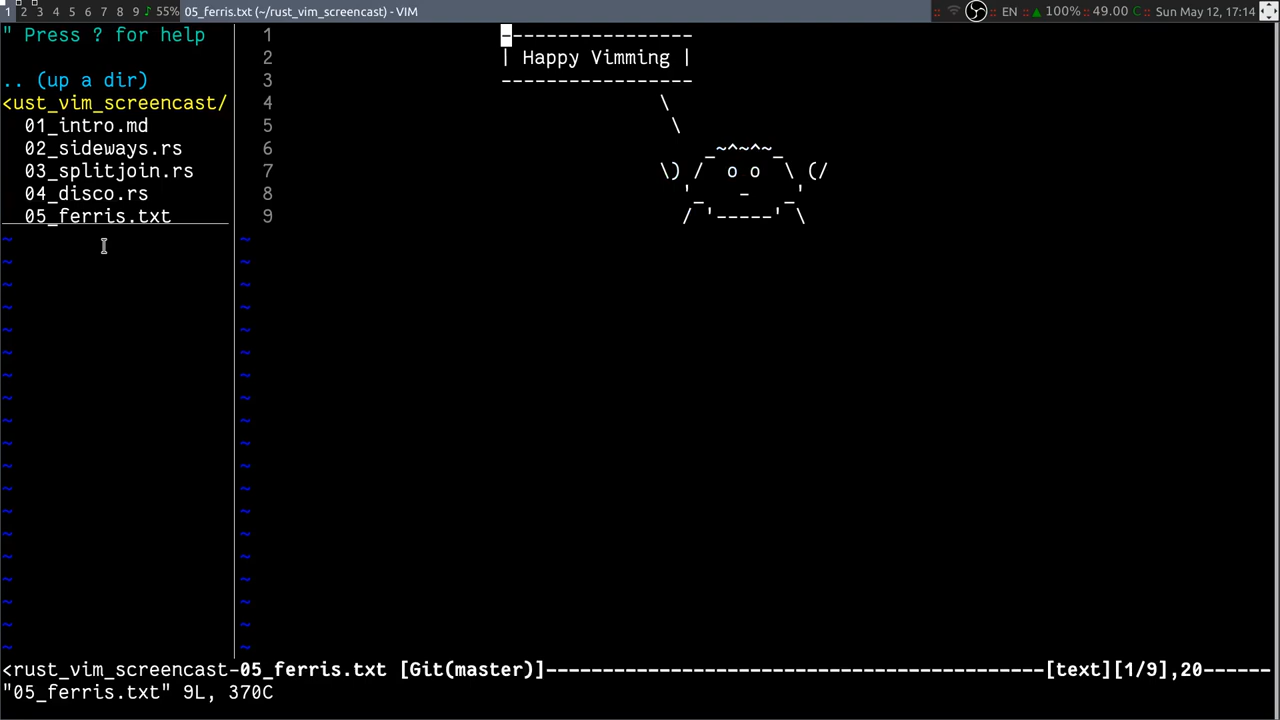 1 2 3 4 5 6 7 8 9 ♪ 55% 05_ferris.txt (~/rust_vim_screencast) - VIM :: :: EN :: ▲ 100% :: 49.00 C :: Sun May 12, 17:14
" Press ? for help
.. (up a dir)
<ust_vim_screencast/
01_intro.md
02_sideways.rs
03_splitjoin.rs
04_disco.rs
05_ferris.txt
1 -----------------
2 | Happy Vimming |
3 -----------------
4 \
5 \
6 _~^~^~_
7 \) / o o \ (/
8 '_ - _'
9 / '-----' \
<rust_vim_screencast-05_ferris.txt [Git(master)]--------------------------------------------[text][1/9],20------
"05_ferris.txt" 9L, 370C